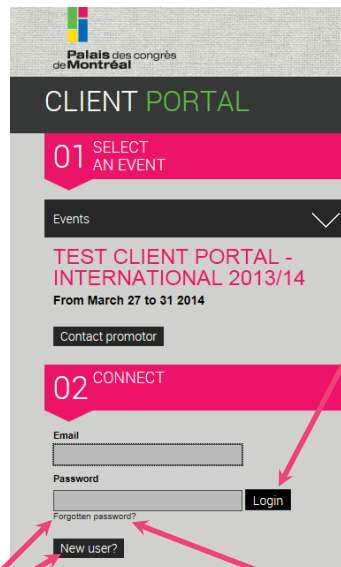 Palais des congrès
de Montréal
CLIENT PORTAL
01 SELECT
AN EVENT
Events
TEST CLIENT PORTAL -
INTERNATIONAL 2013/14
From March 27 to 31 2014
Contact promotor
02 CONNECT
Email
Password
Login
Forgotten password?
New user?